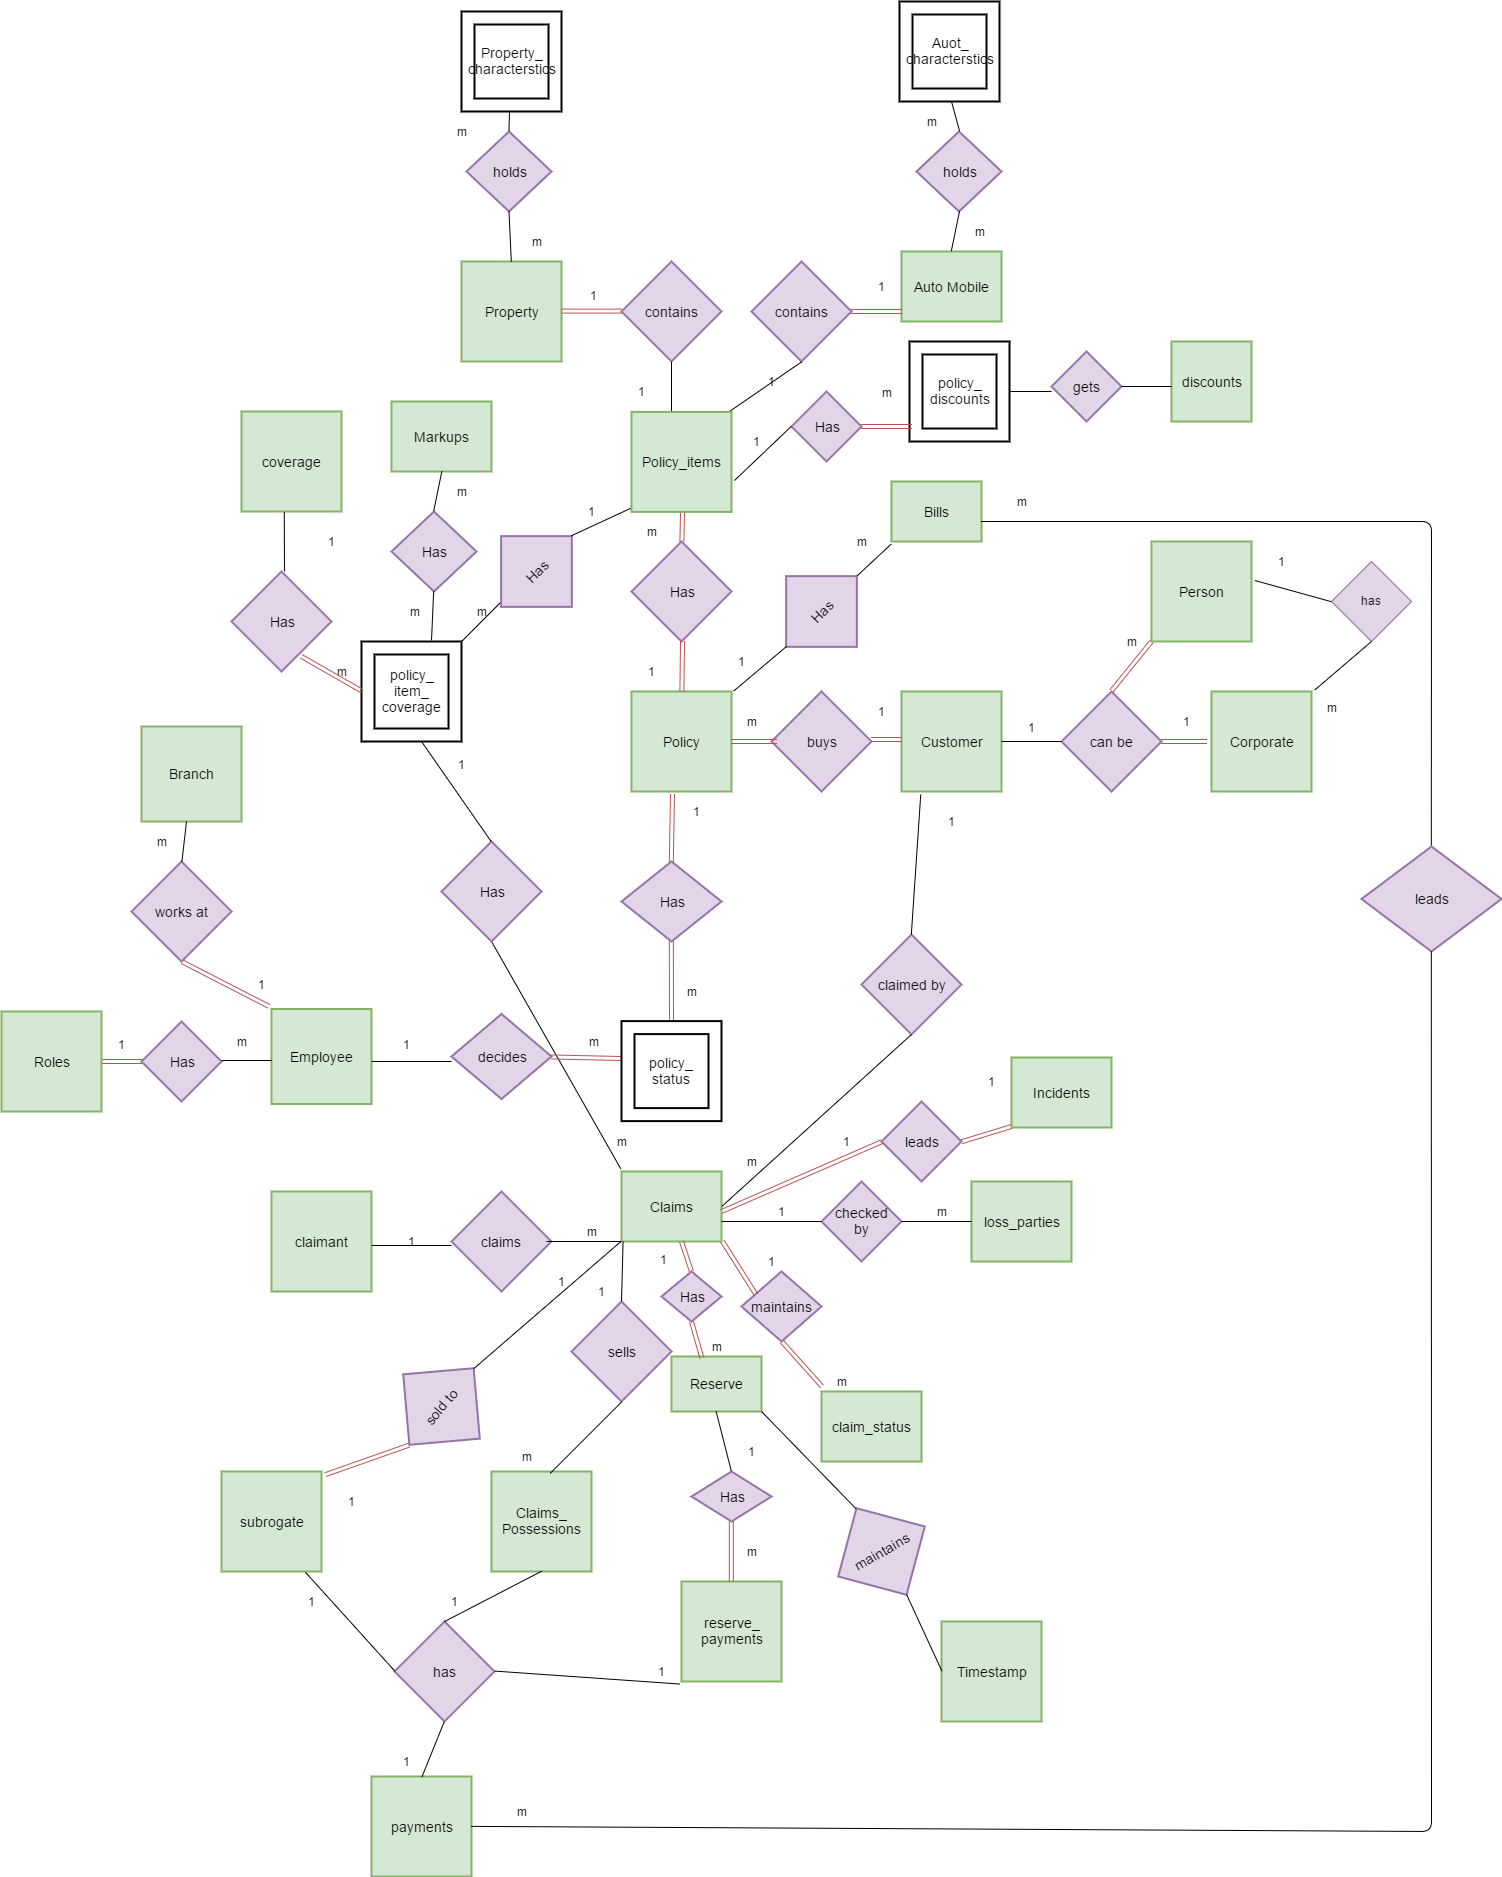 Property_
characterstics
Auot_
characterstics
m
m
holds
holds
m
m
Property
1
contains
contains
1
Auto Mobile
1
1
policy_
discounts
gets
discounts
coverage
Markups
Policy_items
1
Has
m
m
1
1
Has
Has
Has
m
1
m
Has
m
m
Bills
m
m
Has
1
Person
1
has
m
m
policy_
item_
coverage
1
Has
1
Policy
m
buys
1
Customer
1
can be
m
1
Corporate
m
Branch
m
works at
1
Has
1
Has
m
1
claimed by
leads
Roles
1
Has
m
Employee
1
decides
m
policy_
status
m
m
1
leads
1
Incidents
Claims
1
checked
by
m
loss_parties
claimant
1
claims
m
1
sold to
1
1
sells
m
1
Has
m
1
maintains
m
Reserve
claim_status
subrogate
Claims_
Possessions
1
Has
m
maintains
1
1
has
1
reserve_
payments
Timestamp
1
payments
m